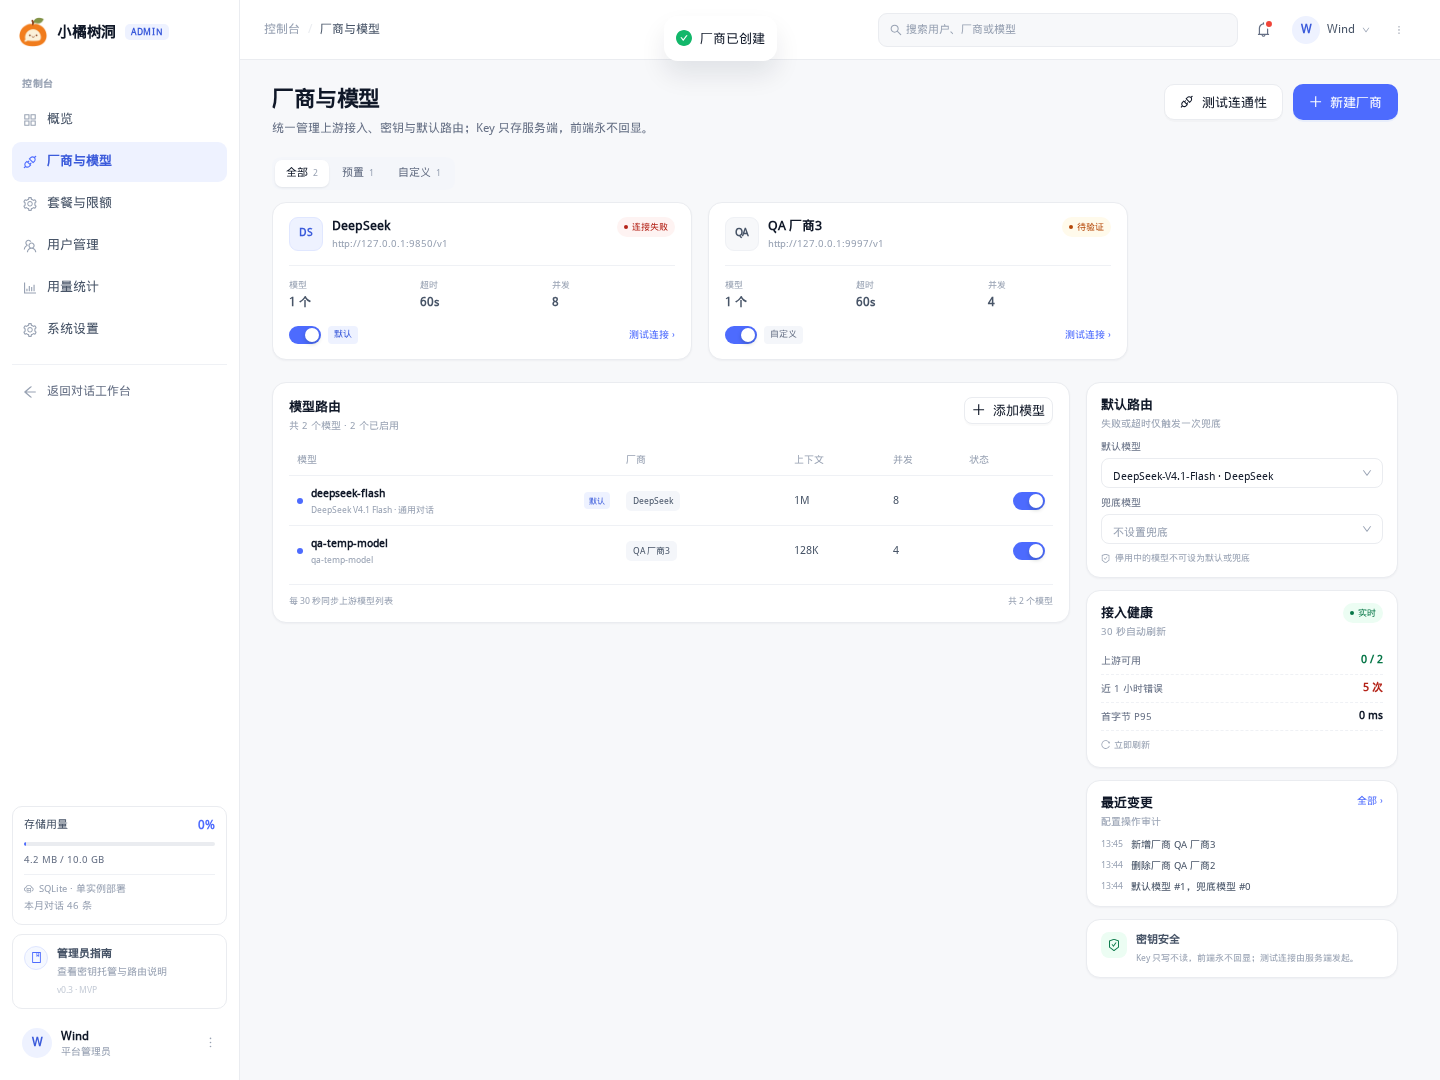 小橘树洞 ADMIN
控制台
概览
厂商与模型
套餐与限额
用户管理
用量统计
系统设置
返回对话工作台
存储用量 0%
4.2 MB / 10.0 GB
SQLite · 单实例部署
本月对话 46 条
管理员指南
查看密钥托管与路由说明
v0.3 · MVP
W Wind
平台管理员
控制台 / 厂商与模型
厂商已创建
搜索用户、厂商或模型
W Wind
厂商与模型
统一管理上游接入、密钥与默认路由；Key 只存服务端，前端永不回显。
测试连通性
新建厂商
全部 2 预置 1 自定义 1
DS DeepSeek 连接失败
http://127.0.0.1:9850/v1
模型 超时 并发
1 个 60s 8
默认 测试连接 ›
QA QA 厂商3 待验证
http://127.0.0.1:9997/v1
模型 超时 并发
1 个 60s 4
自定义 测试连接 ›
模型路由
共 2 个模型 · 2 个已启用
添加模型
模型 厂商 上下文 并发 状态
deepseek-flash 默认 DeepSeek 1M 8
DeepSeek V4.1 Flash · 通用对话
qa-temp-model QA 厂商3 128K 4
qa-temp-model
每 30 秒同步上游模型列表 共 2 个模型
默认路由
失败或超时仅触发一次兜底
默认模型
DeepSeek-V4.1-Flash · DeepSeek
兜底模型
不设置兜底
停用中的模型不可设为默认或兜底
接入健康 实时
30 秒自动刷新
上游可用 0 / 2
近 1 小时错误 5 次
首字节 P95 0 ms
立即刷新
最近变更 全部 ›
配置操作审计
13:45 新增厂商 QA 厂商3
13:44 删除厂商 QA 厂商2
13:44 默认模型 #1，兜底模型 #0
密钥安全
Key 只写不读，前端永不回显；测试连接由服务端发起。